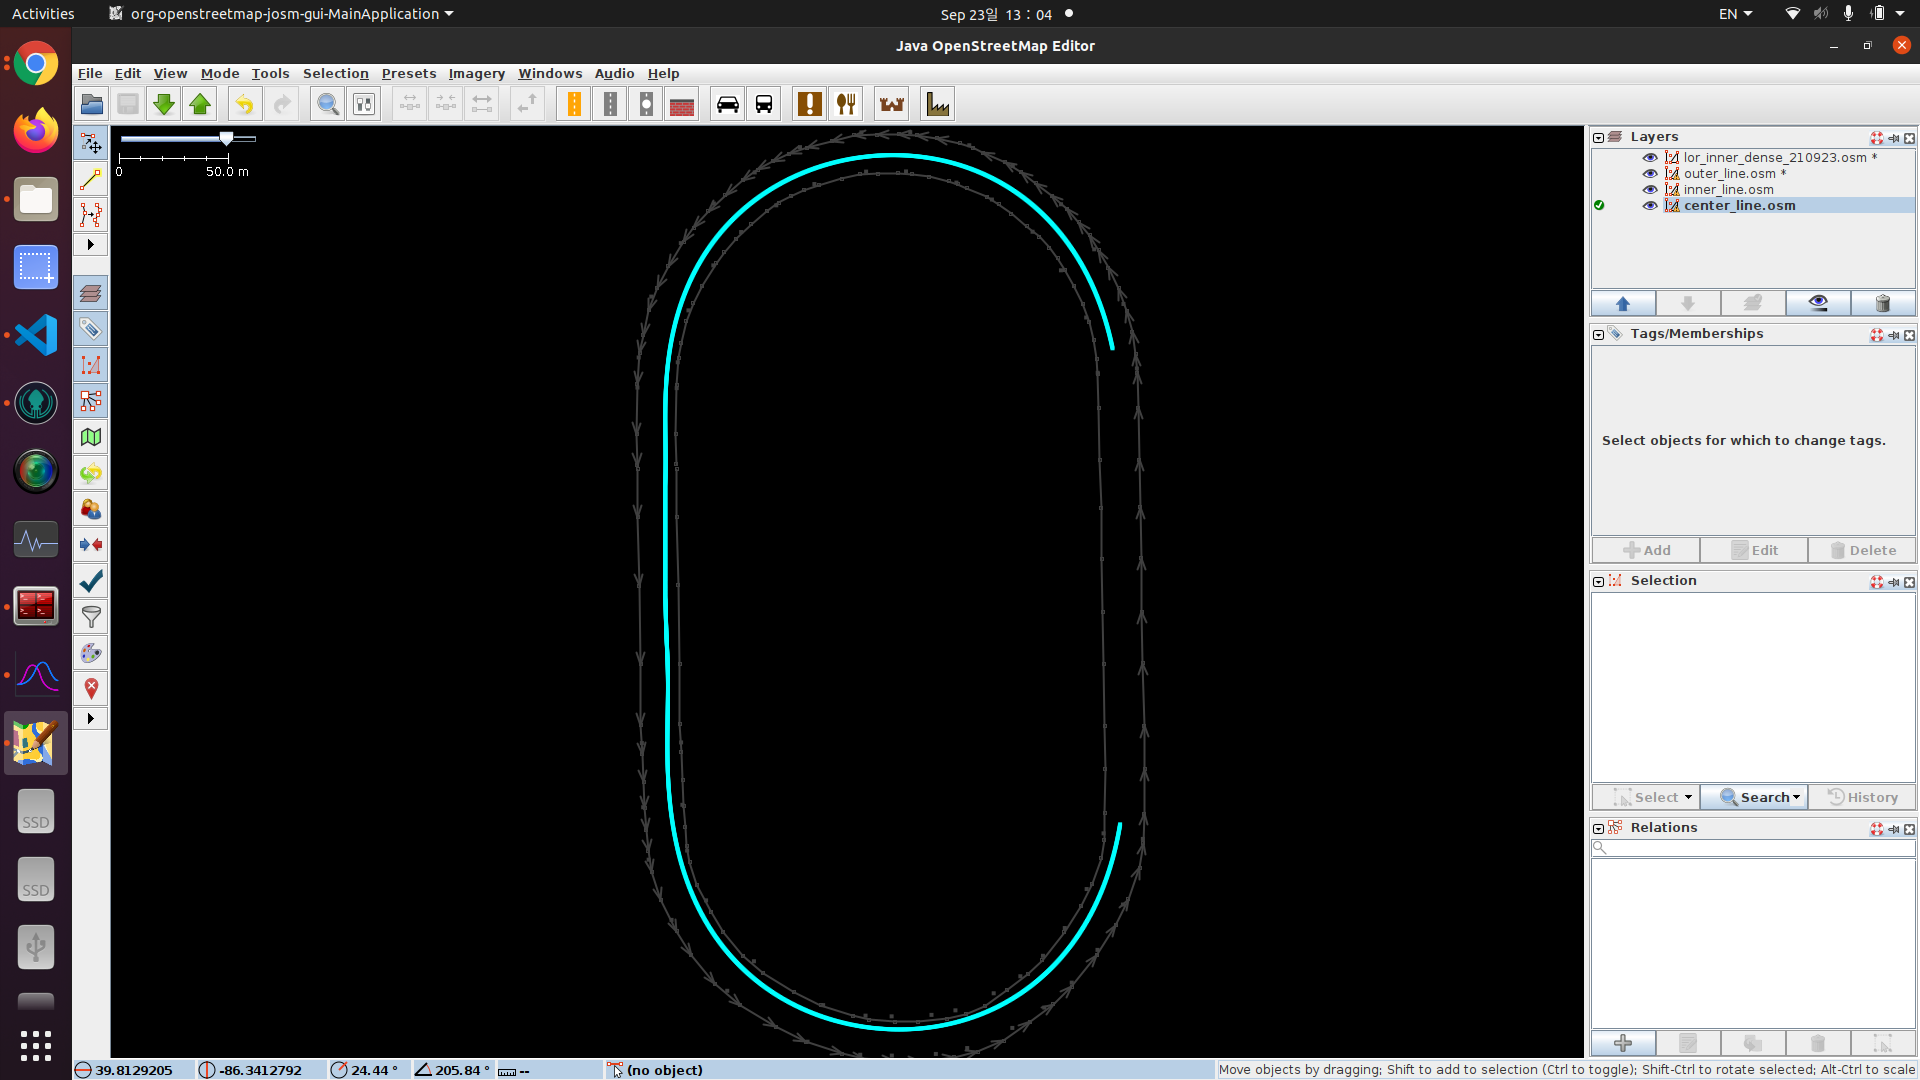 Activities
org-openstreetmap-josm-gui-MainApplication
Sep 23일 13 : 04
EN
Java OpenStreetMap Editor
File Edit View Mode Tools Selection Presets Imagery Windows Audio Help
0 50.0 m
Layers
lor_inner_dense_210923.osm *
outer_line.osm *
inner_line.osm
center_line.osm
Tags/Memberships
Select objects for which to change tags.
Add Edit Delete
Selection
Select Search History
Relations
SSD
SSD
39.8129205 -86.3412792 24.44 ° 205.84 ° -- (no object) Move objects by dragging; Shift to add to selection (Ctrl to toggle); Shift-Ctrl to rotate selected; Alt-Ctrl to scale